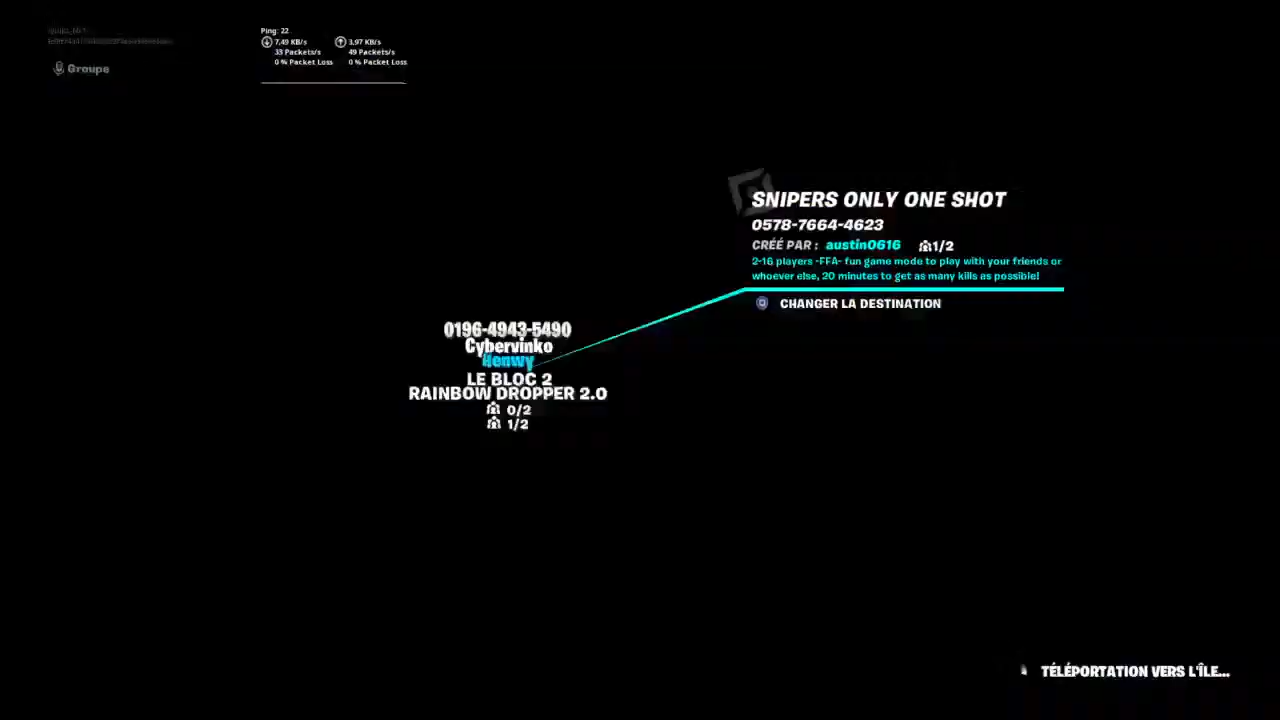 Ping: 22
7,49 KB/s
3,97 KB/s
33 Packets/s
49 Packets/s
0 % Packet Loss
0 % Packet Loss
Groupe
SNIPERS ONLY ONE SHOT
0578-7664-4623
CRÉÉ PAR : austin0616 1/2
2-16 players -FFA- fun game mode to play with your friends or
whoever else, 20 minutes to get as many kills as possible!
CHANGER LA DESTINATION
0196-4943-5490
Cybervinko
Henwy
LE BLOC 2
RAINBOW DROPPER 2.0
0/2
1/2
TÉLÉPORTATION VERS L'ÎLE...